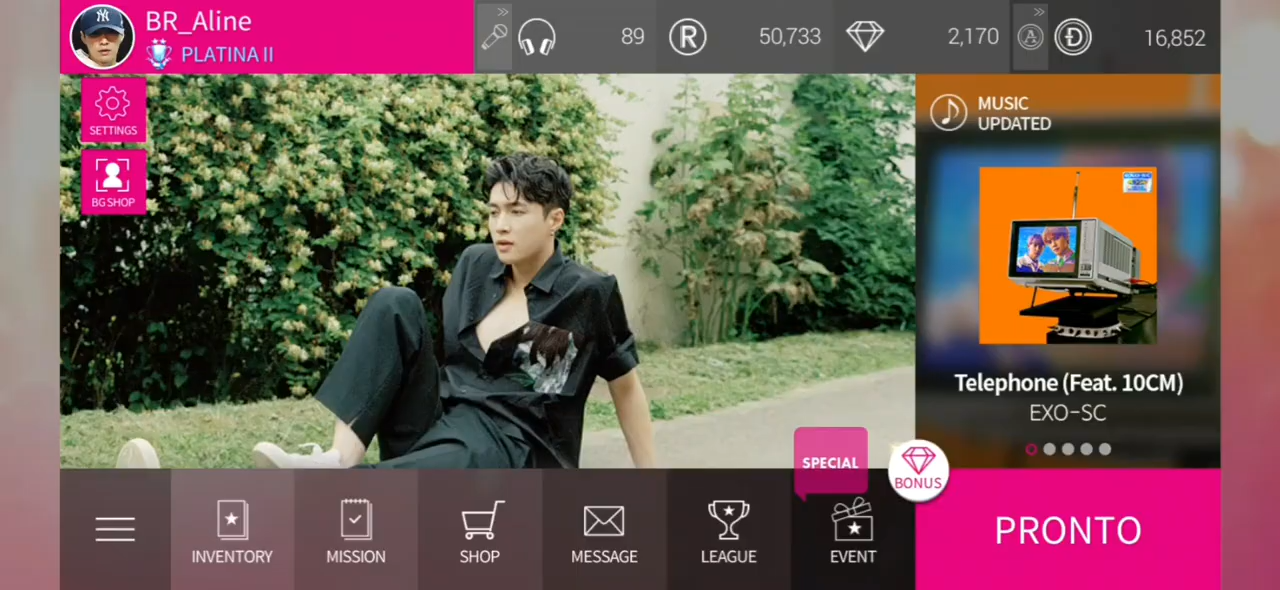 BR_Aline
PLATINA II
89
R
50,733
2,170
A
Đ
16,852
SETTINGS
BG SHOP
MUSIC
UPDATED
Telephone (Feat. 10CM)
EXO-SC
SPECIAL
BONUS
INVENTORY
MISSION
SHOP
MESSAGE
LEAGUE
EVENT
PRONTO